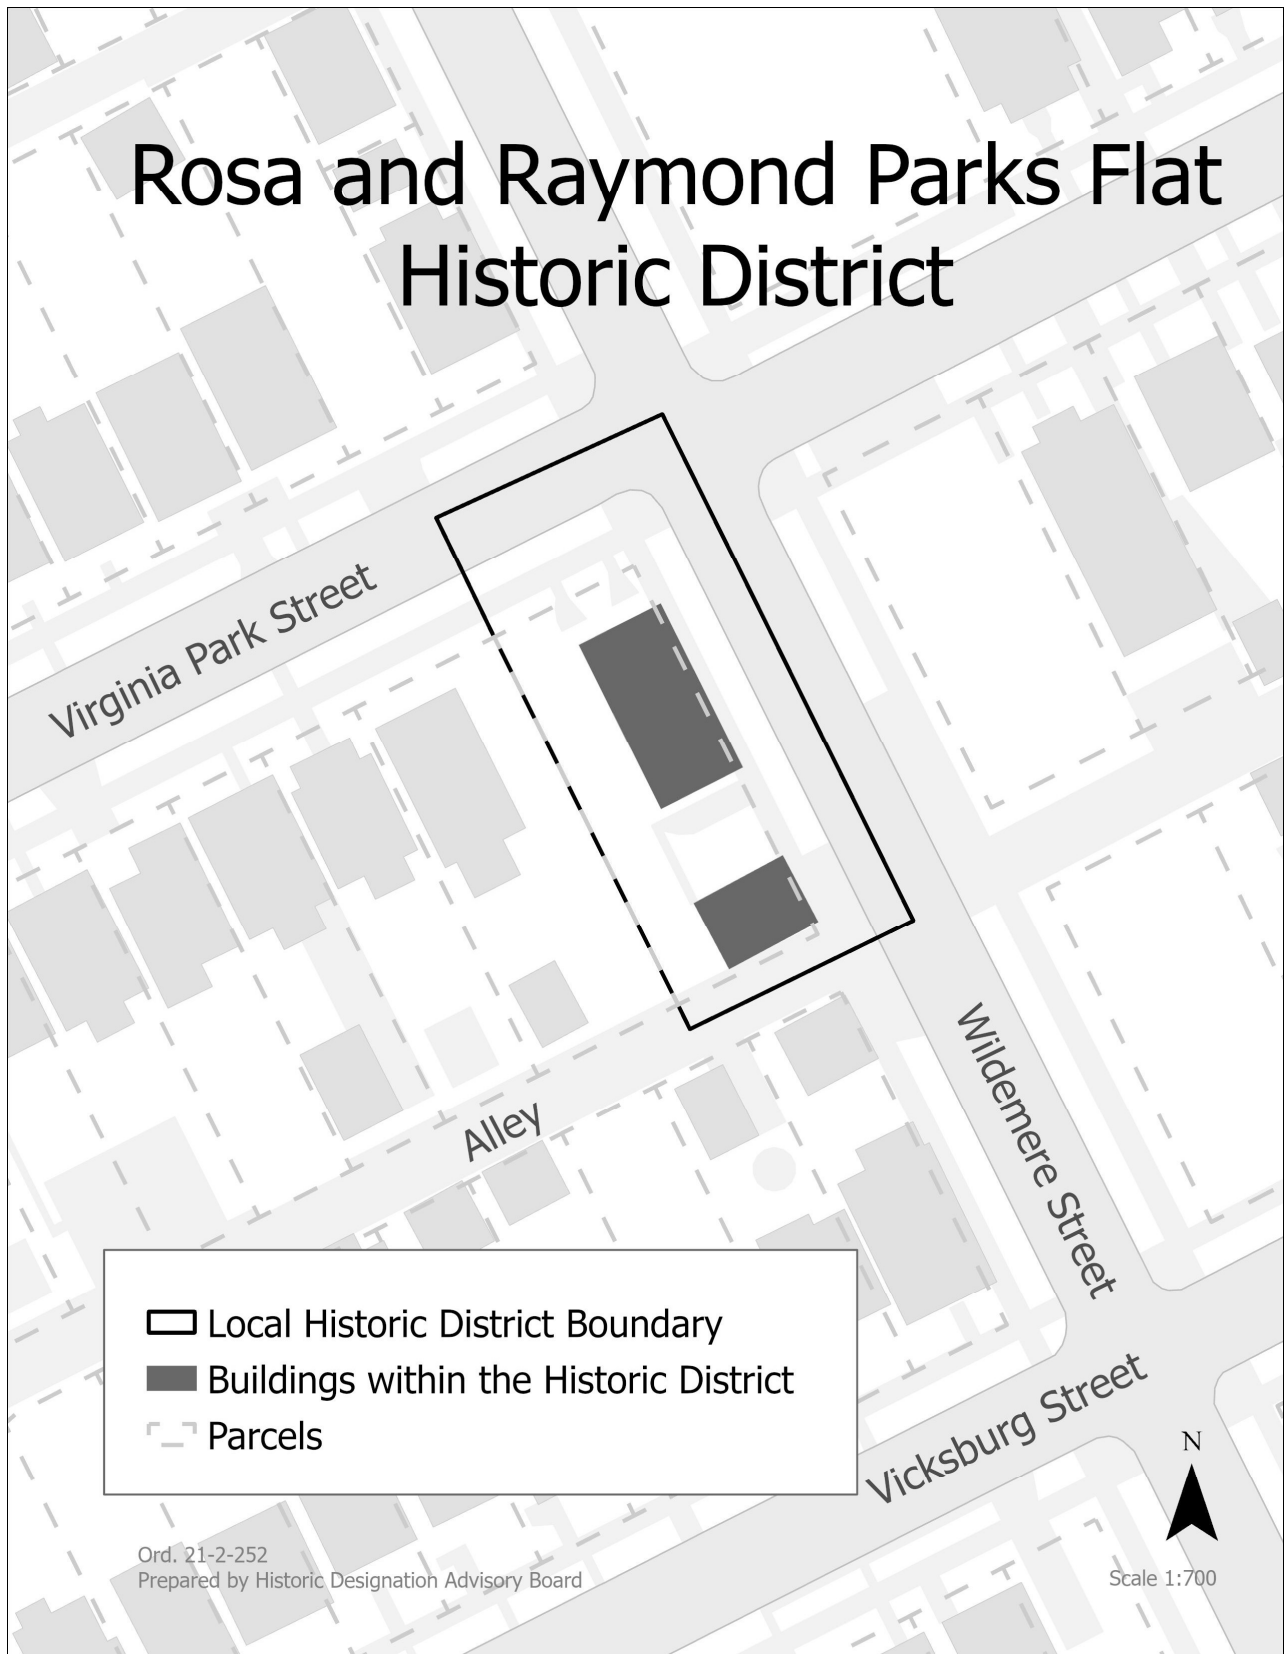 Rosa and Raymond Parks Flat
Historic District
Virginia Park Street
Wildemere Street
Alley
Local Historic District Boundary
Buildings within the Historic District
Parcels
Vicksburg Street
N
Ord. 21-2-252
Prepared by Historic Designation Advisory Board
Scale 1:700